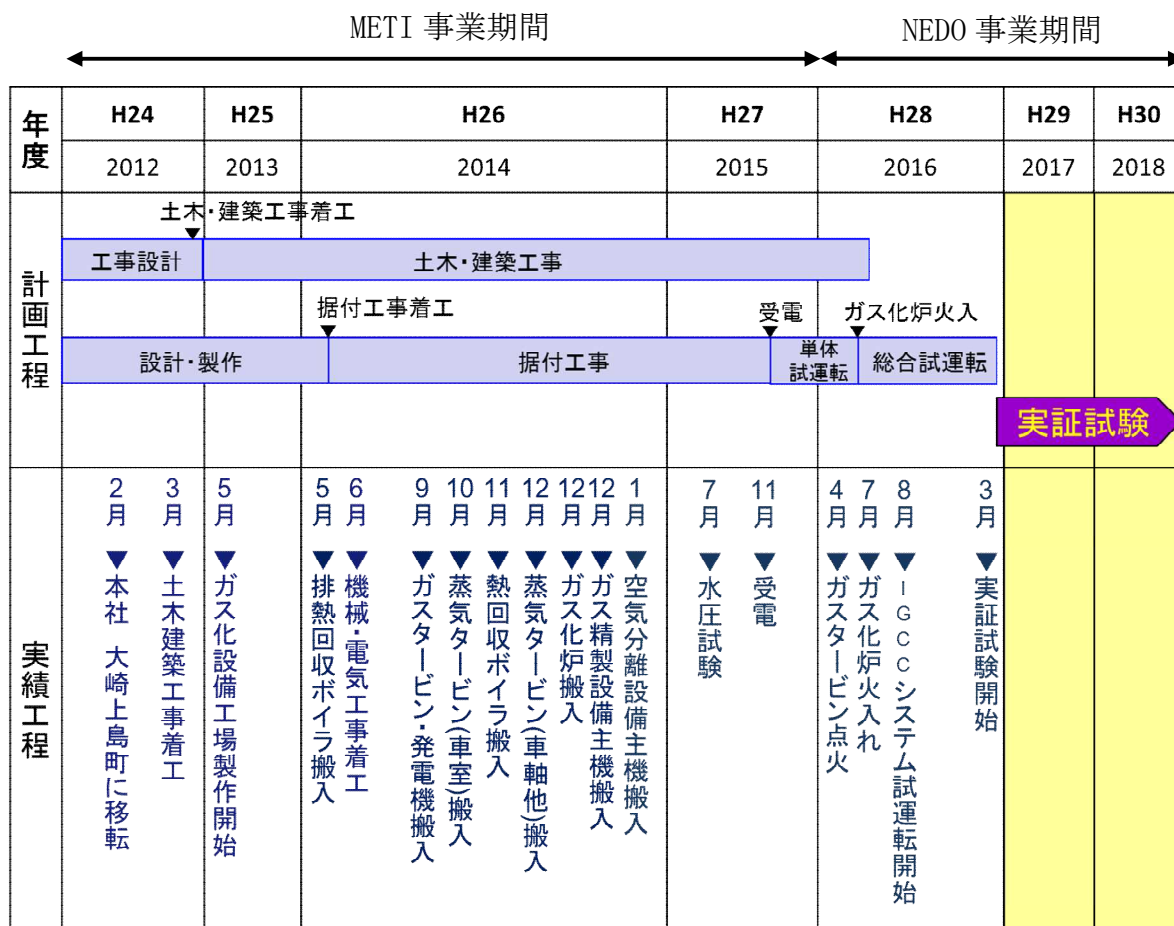 METI 事業期間
NEDO 事業期間
年度
H24
H25
H26
H27
H28
H29
H30
2012
2013
2014
2015
2016
2017
2018
計画工程
土木・建築工事着工
工事設計
土木・建築工事
据付工事着工
受電
ガス化炉火入
設計・製作
据付工事
単体
試運転
総合試運転
実証試験
実績工程
2月
▼本社 大崎上島町に移転
3月
▼土木建築工事着工
5月
▼ガス化設備工場製作開始
5月
▼排熱回収ボイラ搬入
6月
▼機械・電気工事着工
9月
▼ガスタービン・発電機搬入
10月
▼蒸気タービン(車室)搬入
11月
▼熱回収ボイラ搬入
12月
▼蒸気タービン(車軸他)搬入
12月
▼ガス化炉搬入
12月
▼ガス精製設備主機搬入
1月
▼空気分離設備主機搬入
7月
▼水圧試験
11月
▼受電
4月
▼ガスタービン点火
7月
▼ガス化炉火入れ
8月
▼IGCCシステム試運転開始
3月
▼実証試験開始